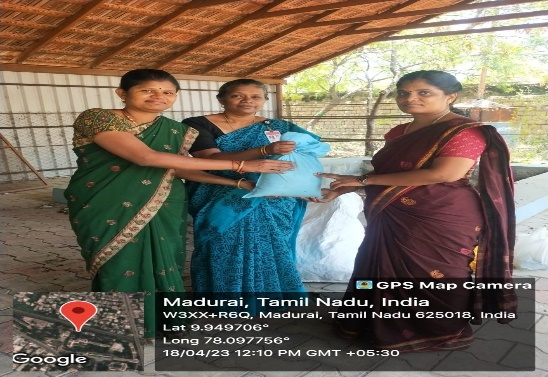 GPS Map Camera
Madurai, Tamil Nadu, India
W3XX+R6Q, Madurai, Tamil Nadu 625018, India
Lat 9.949706°
Long 78.097756°
18/04/23 12:10 PM GMT +05:30
Google